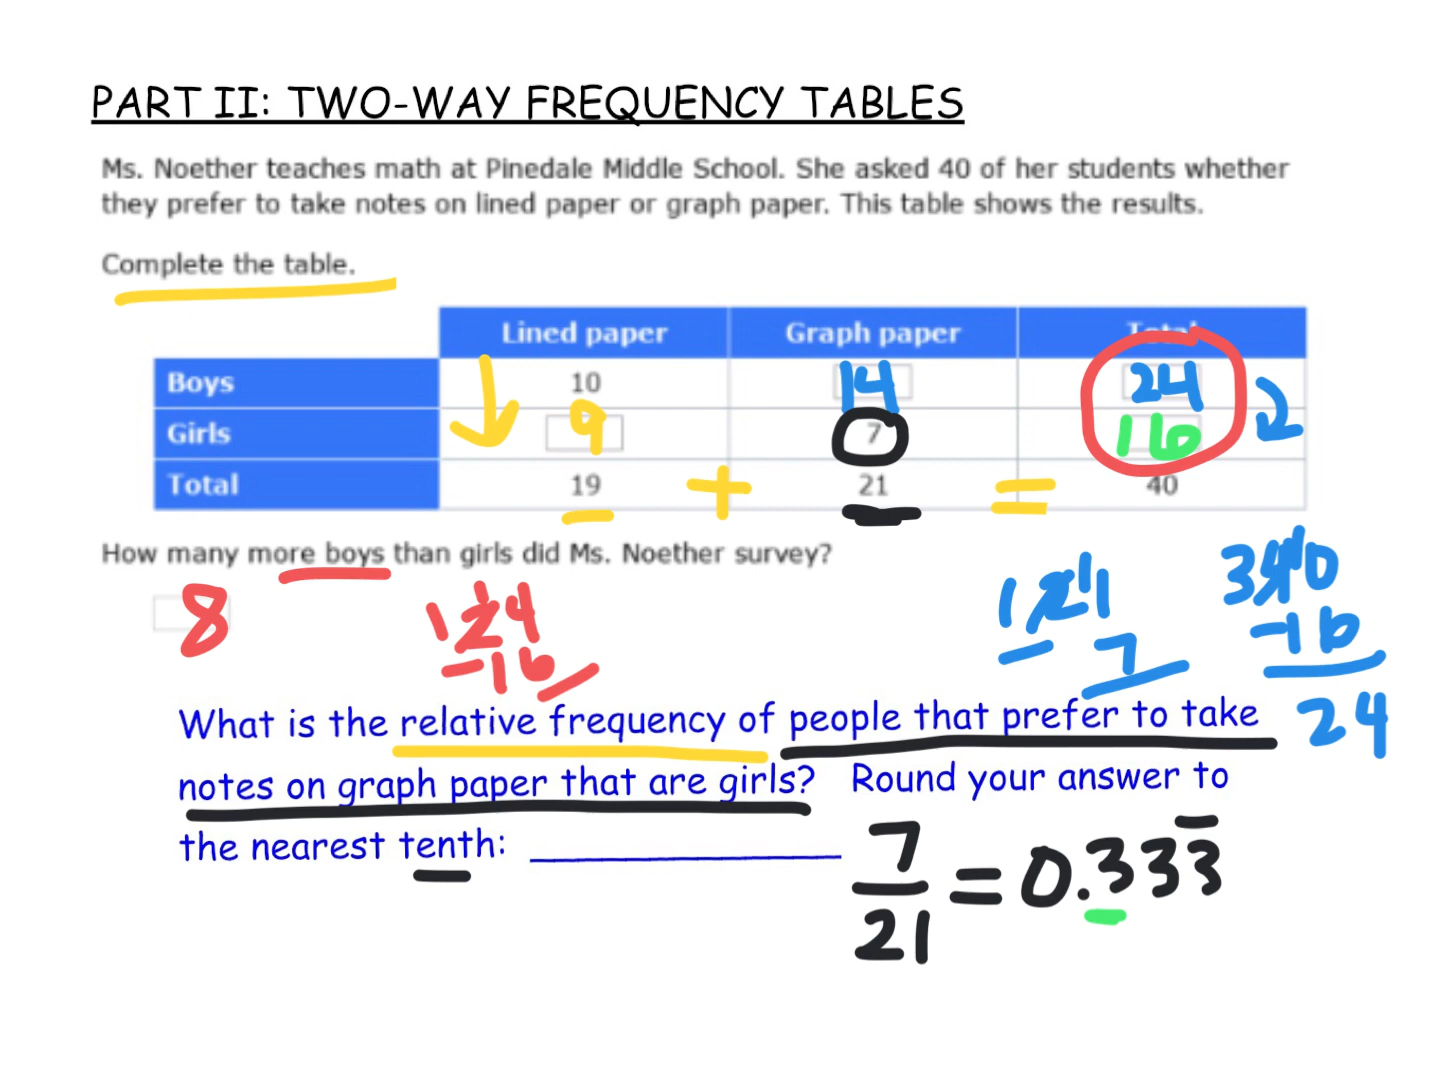 PART II: TWO-WAY FREQUENCY TABLES
Ms. Noether teaches math at Pinedale Middle School. She asked 40 of her students whether
they prefer to take notes on lined paper or graph paper. This table shows the results.
Complete the table.
Lined paper Graph paper Total
Boys 10 14 24
Girls 9 7 16
Total 19 + 21 = 40
How many more boys than girls did Ms. Noether survey?
8
1 24
-16
1 21
- 7
3 40
-16
24
What is the relative frequency of people that prefer to take
notes on graph paper that are girls? Round your answer to
the nearest tenth:
7
21
= 0.333